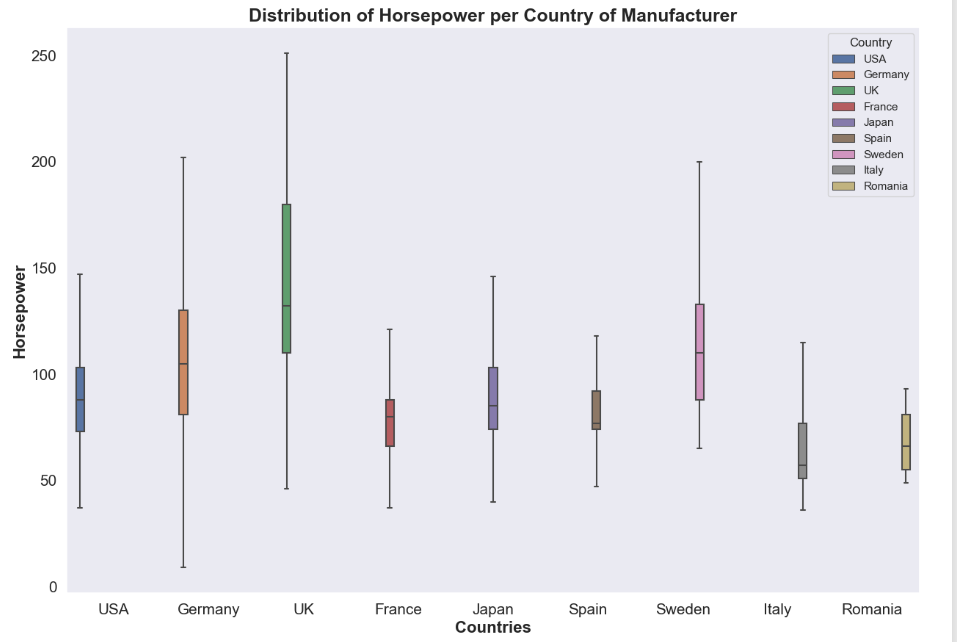 Distribution of Horsepower per Country of Manufacturer
250
200
150
100
50
0
Horsepower
Country
USA
Germany
UK
France
Japan
Spain
Sweden
Italy
Romania
USA Germany UK France Japan Spain Sweden Italy Romania
Countries